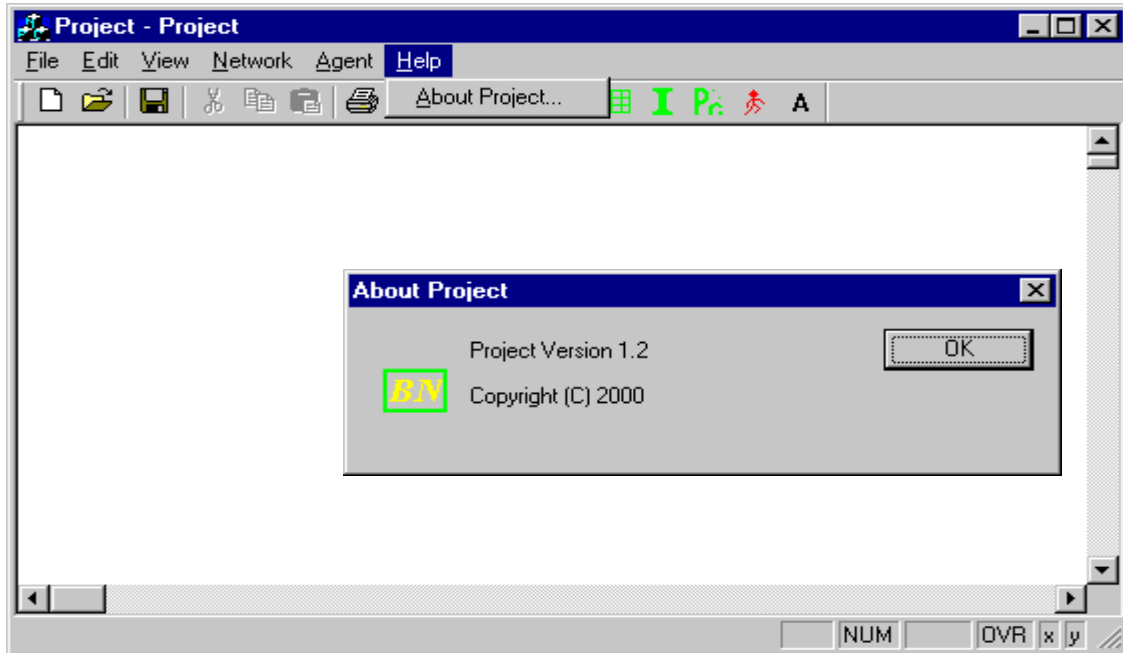 Project - Project
File Edit View Network Agent Help
About Project... I Pr. A
About Project
Project Version 1.2
OK
BN
Copyright (C) 2000
NUM OVR x y